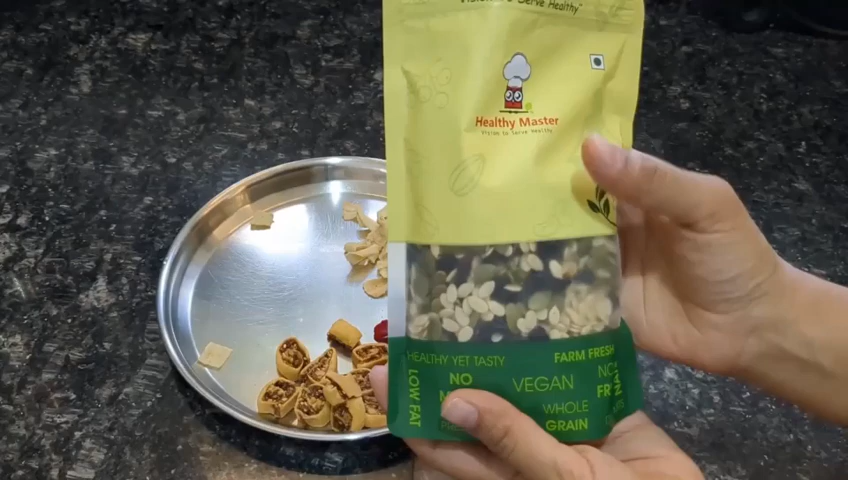 Serve Healthy"
Healthy Master
Vision to Serve Healthy
HEALTHY YET TASTY
FARM FRESH
LOW FAT
NO
VEGAN
WHOLE
GRAIN